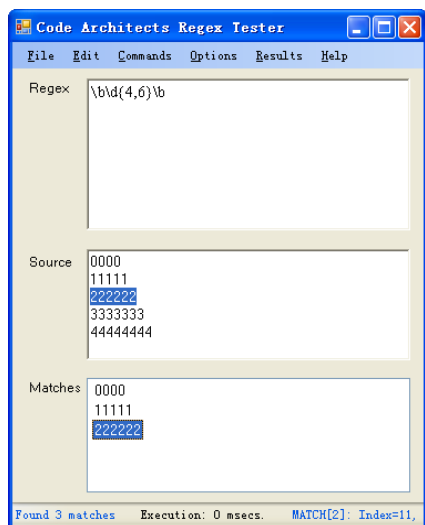 Code Architects Regex Tester
File Edit Commands Options Results Help
Regex
\b\d{4,6}\b
Source
0000
11111
222222
3333333
44444444
Matches
0000
11111
222222
Found 3 matches Execution: 0 msecs. MATCH[2]: Index=11,